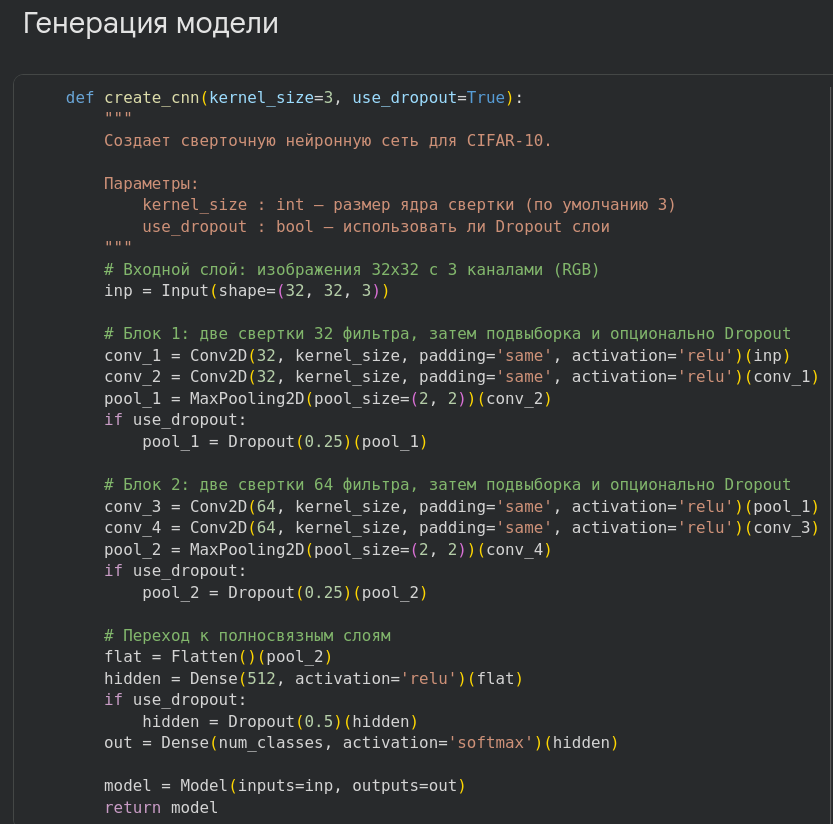 Генерация модели
def create_cnn(kernel_size=3, use_dropout=True):
"""
Создает сверточную нейронную сеть для CIFAR-10.
Параметры:
kernel_size : int – размер ядра свертки (по умолчанию 3)
use_dropout : bool – использовать ли Dropout слои
"""
# Входной слой: изображения 32x32 с 3 каналами (RGB)
inp = Input(shape=(32, 32, 3))
# Блок 1: две свертки 32 фильтра, затем подвыборка и опционально Dropout
conv_1 = Conv2D(32, kernel_size, padding='same', activation='relu')(inp)
conv_2 = Conv2D(32, kernel_size, padding='same', activation='relu')(conv_1)
pool_1 = MaxPooling2D(pool_size=(2, 2))(conv_2)
if use_dropout:
pool_1 = Dropout(0.25)(pool_1)
# Блок 2: две свертки 64 фильтра, затем подвыборка и опционально Dropout
conv_3 = Conv2D(64, kernel_size, padding='same', activation='relu')(pool_1)
conv_4 = Conv2D(64, kernel_size, padding='same', activation='relu')(conv_3)
pool_2 = MaxPooling2D(pool_size=(2, 2))(conv_4)
if use_dropout:
pool_2 = Dropout(0.25)(pool_2)
# Переход к полносвязным слоям
flat = Flatten()(pool_2)
hidden = Dense(512, activation='relu')(flat)
if use_dropout:
hidden = Dropout(0.5)(hidden)
out = Dense(num_classes, activation='softmax')(hidden)
model = Model(inputs=inp, outputs=out)
return model